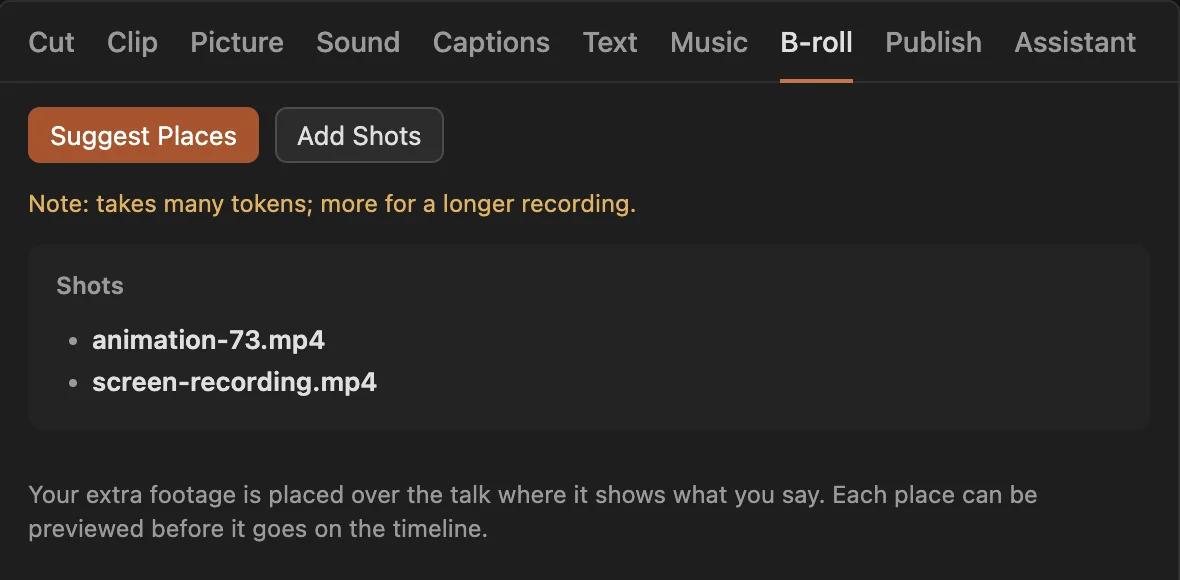 Cut Clip Picture Sound Captions Text Music B-roll Publish Assistant
Suggest Places Add Shots
Note: takes many tokens; more for a longer recording.
Shots
• animation-73.mp4
• screen-recording.mp4
Your extra footage is placed over the talk where it shows what you say. Each place can be
previewed before it goes on the timeline.